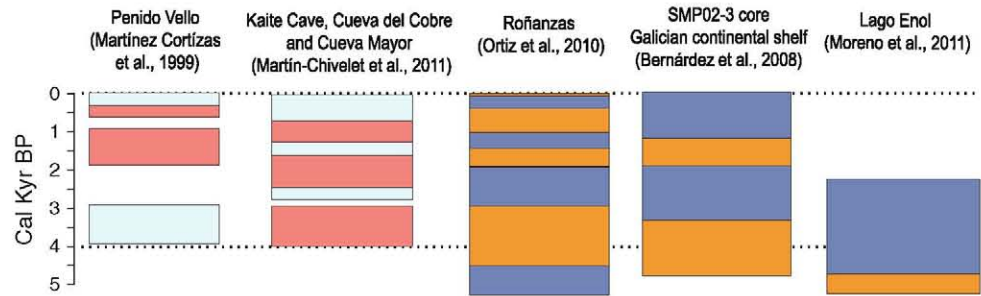 Penido Vello
(Martínez Cortízas
et al., 1999)
Kaite Cave, Cueva del Cobre
and Cueva Mayor
(Martín-Chivelet et al., 2011)
Roñanzas
(Ortiz et al., 2010)
SMP02-3 core
Galician continental shelf
(Bernárdez et al., 2008)
Lago Enol
(Moreno et al., 2011)
Cal Kyr BP
0
1
2
3
4
5